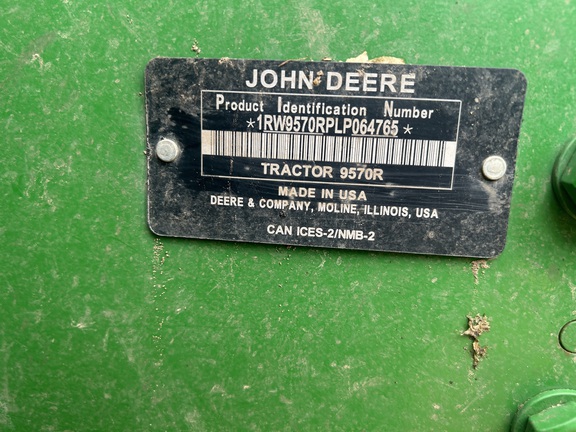 JOHN DEERE
Product Identification Number
*1RW9570RPLP064765*
TRACTOR 9570R
MADE IN USA
DEERE & COMPANY, MOLINE, ILLINOIS, USA
CAN ICES-2/NMB-2